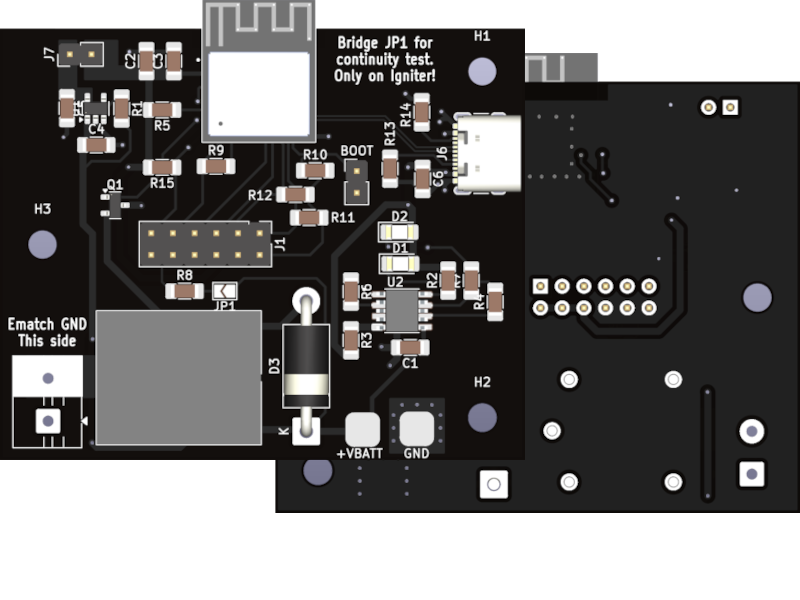 Bridge JP1 for
continuity test.
Only on Igniter!
H1
J7
C2
C3
R1
R5
C4
R14
R13
J6
C6
R9
R10
BOOT
R15
Q1
R12
R11
H3
J1
D2
D1
U2
R8
JP1
R6
R2
R4
R3
C1
Ematch GND
This side
D3
K
H2
+VBATT
GND